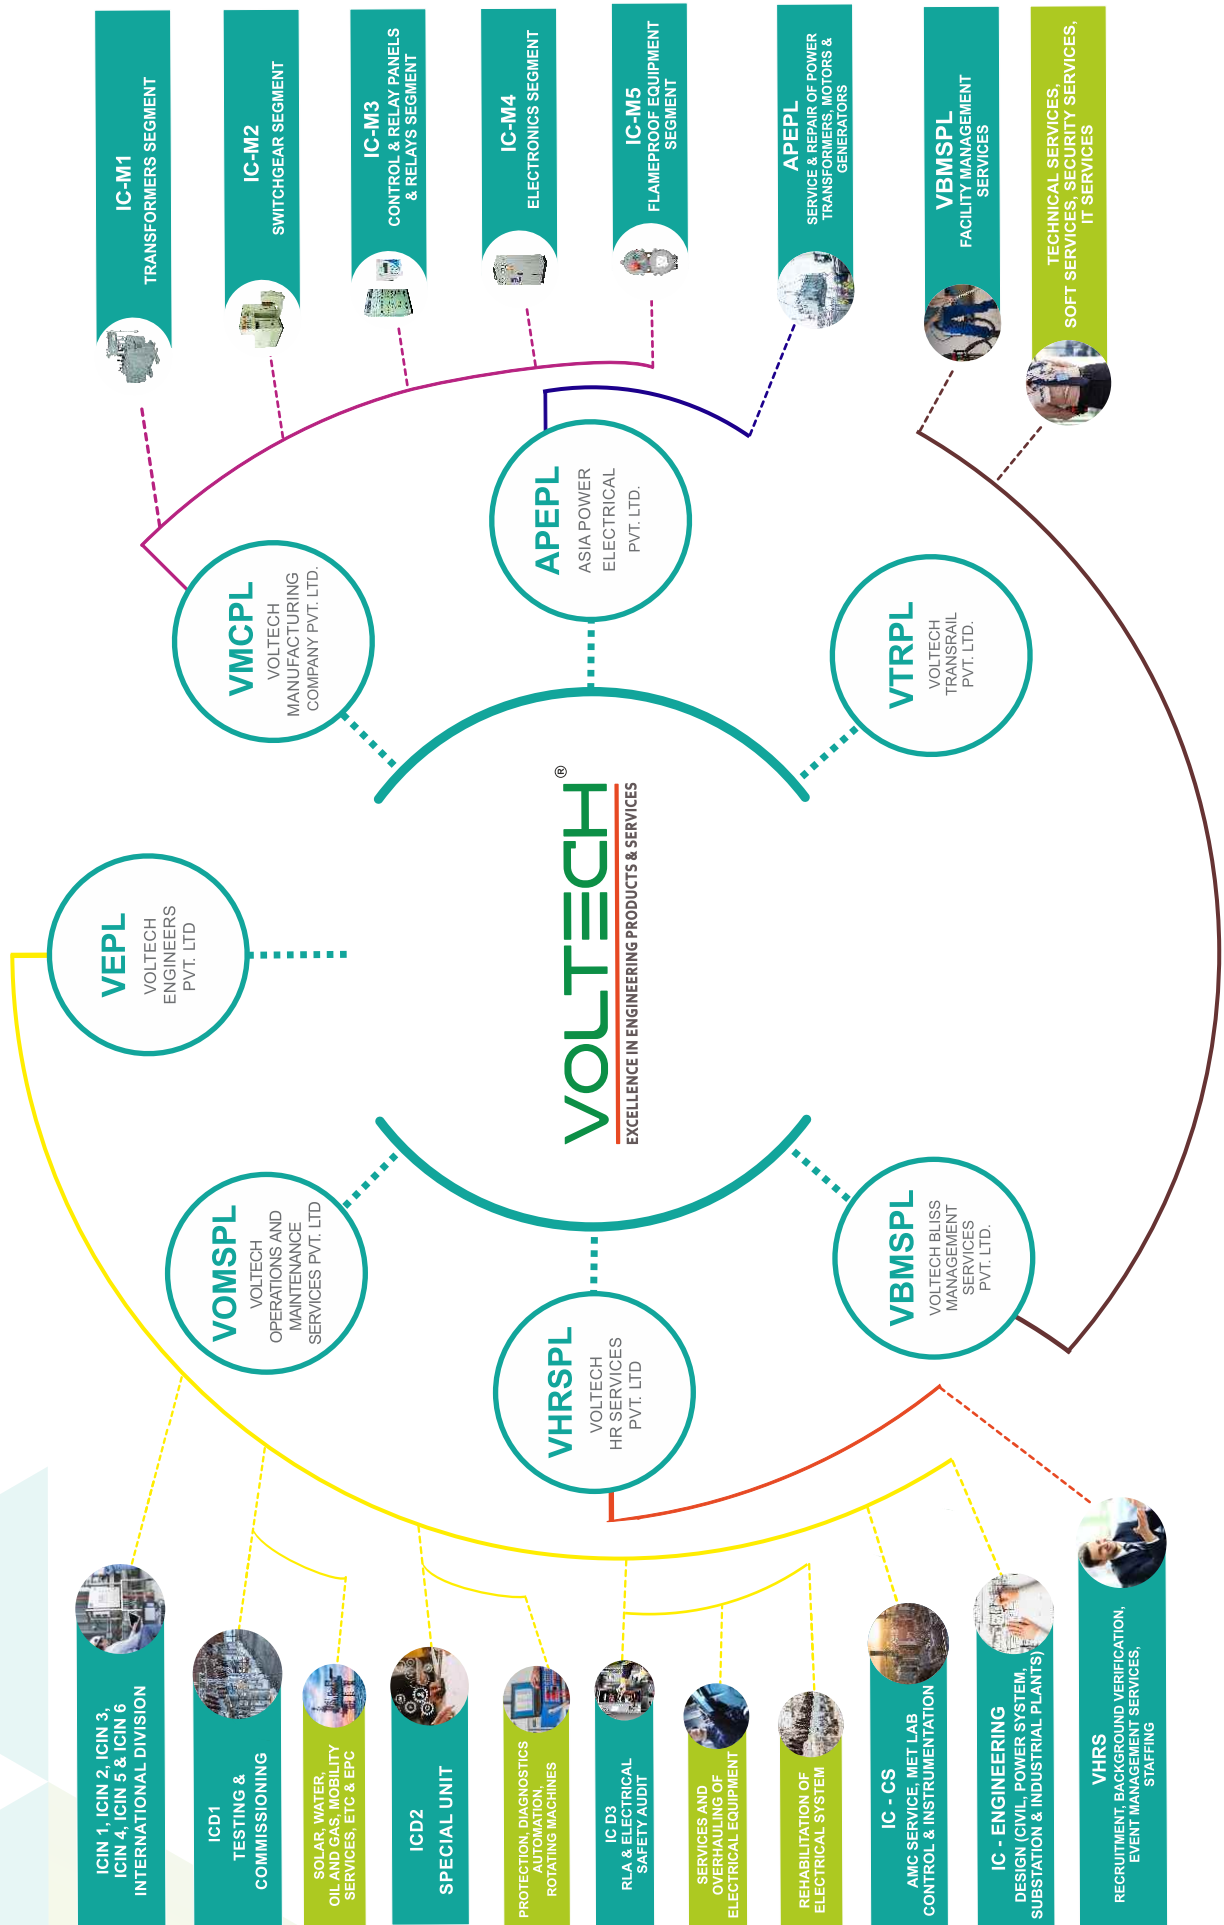 ICIN 1, ICIN 2, ICIN 3,
ICIN 4, ICIN 5 & ICIN 6
INTERNATIONAL DIVISION
ICD1
TESTING &
COMMISSIONING
SOLAR, WATER,
OIL AND GAS, MOBILITY
SERVICES, ETC & EPC
ICD2
SPECIAL UNIT
PROTECTION, DIAGNOSTICS
AUTOMATION,
ROTATING MACHINES
IC D3
RLA & ELECTRICAL
SAFETY AUDIT
SERVICES AND
OVERHAULING OF
ELECTRICAL EQUIPMENT
REHABILITATION OF
ELECTRICAL SYSTEM
IC - CS
AMC SERVICE, MET LAB
CONTROL & INSTRUMENTATION
IC - ENGINEERING
DESIGN (CIVIL, POWER SYSTEM,
SUBSTATION & INDUSTRIAL PLANTS)
VHRS
RECRUITMENT, BACKGROUND VERIFICATION,
EVENT MANAGEMENT SERVICES,
STAFFING
VOMSPL
VOLTECH
OPERATIONS AND
MAINTENANCE
SERVICES PVT. LTD
VHRSPL
VOLTECH
HR SERVICES
PVT. LTD
VBMSPL
VOLTECH BLISS
MANAGEMENT
SERVICES
PVT. LTD.
VEPL
VOLTECH
ENGINEERS
PVT. LTD
VOLTECH®
EXCELLENCE IN ENGINEERING PRODUCTS & SERVICES
VMCPL
VOLTECH
MANUFACTURING
COMPANY PVT. LTD.
APEPL
ASIA POWER
ELECTRICAL
PVT. LTD.
VTRPL
VOLTECH
TRANSRAIL
PVT. LTD.
IC-M1
TRANSFORMERS SEGMENT
IC-M2
SWITCHGEAR SEGMENT
IC-M3
CONTROL & RELAY PANELS
& RELAYS SEGMENT
IC-M4
ELECTRONICS SEGMENT
IC-M5
FLAMEPROOF EQUIPMENT
SEGMENT
APEPL
SERVICE & REPAIR OF POWER
TRANSFORMERS, MOTORS &
GENERATORS
VBMSPL
FACILITY MANAGEMENT
SERVICES
TECHNICAL SERVICES,
SOFT SERVICES, SECURITY SERVICES,
IT SERVICES